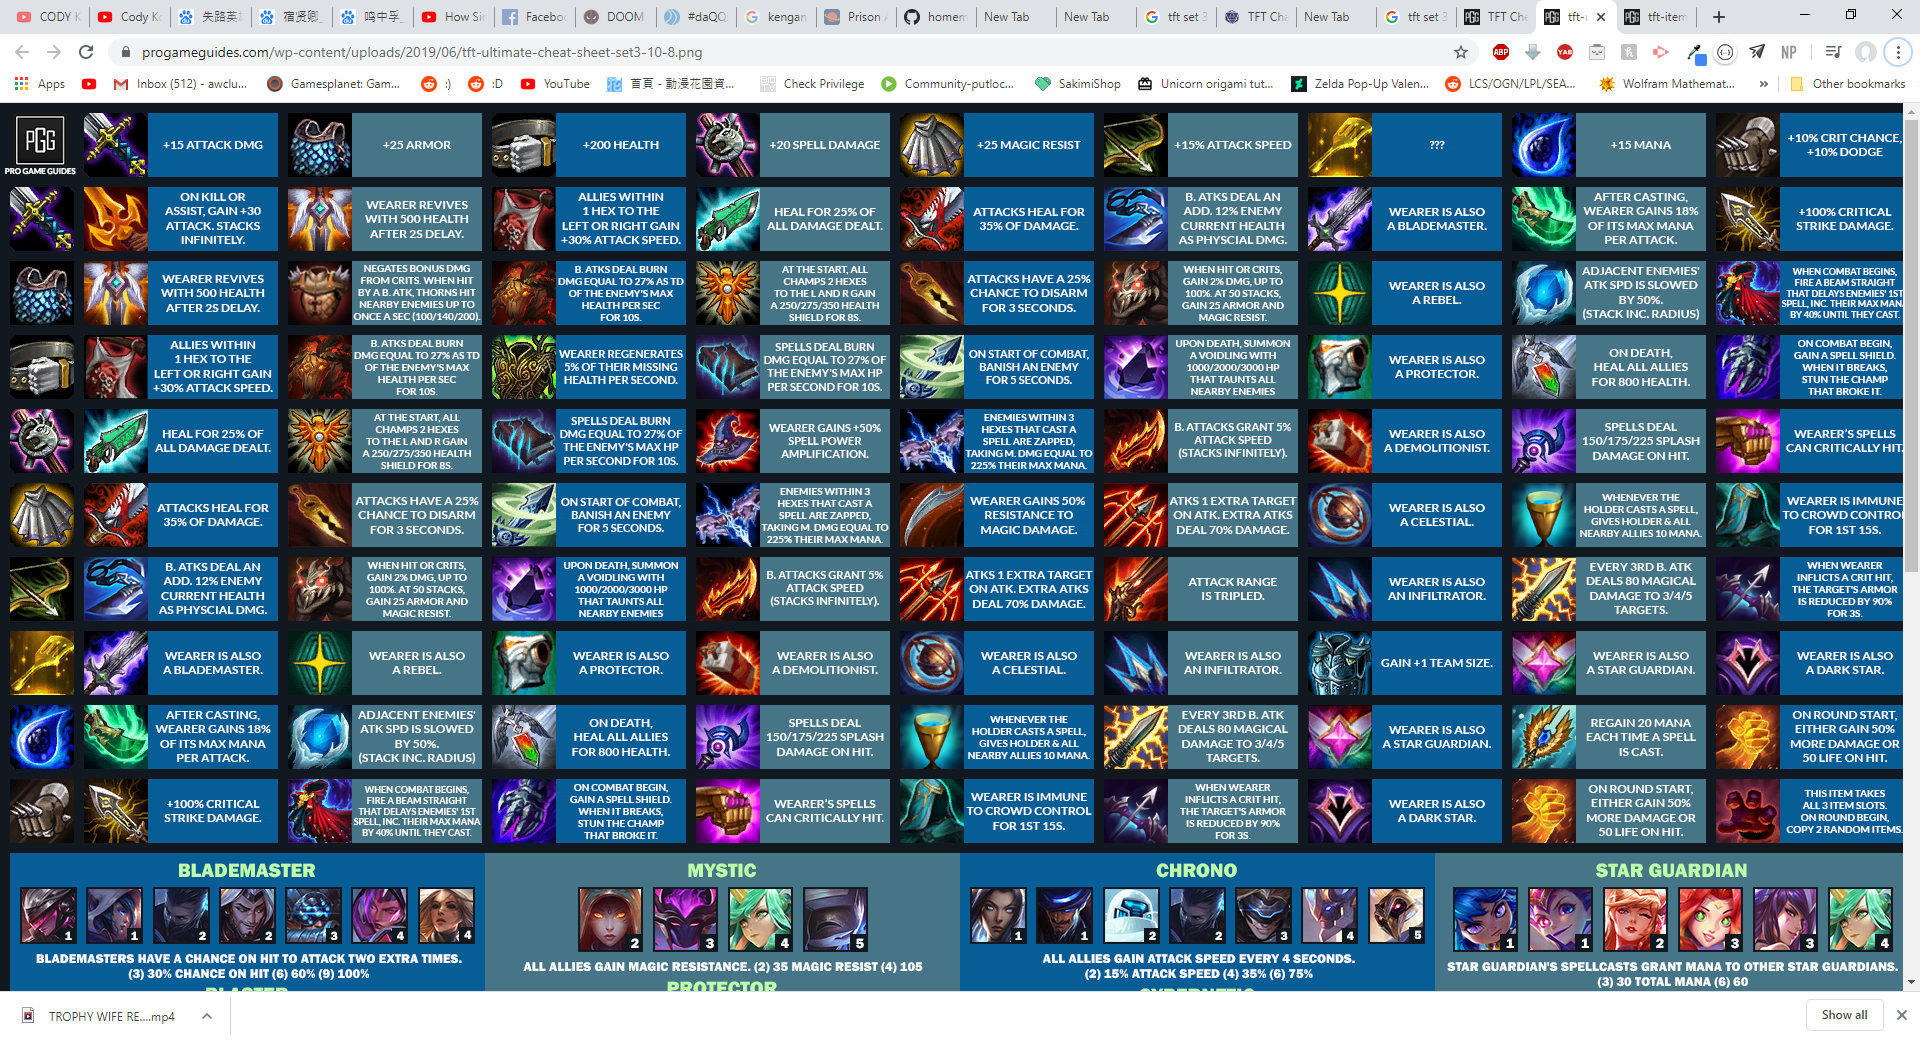 CODY K
Cody Ko
失路英
宿贤卿_
鸣中孚_
How Sin
Faceboo
DOOM
#daQQ
kengan
Prison A
homem
New Tab
New Tab
tft set 3
TFT Cha
New Tab
tft set 3
TFT Che
tft-u
tft-item
progameguides.com/wp-content/uploads/2019/06/tft-ultimate-cheat-sheet-set3-10-8.png
ABP
YAB
NP
Apps
Inbox (512) - awclu...
Gamesplanet: Gam...
:)
:D
YouTube
首頁 - 動漫花園資...
Check Privilege
Community-putloc...
SakimiShop
Unicorn origami tut...
Zelda Pop-Up Valen...
LCS/OGN/LPL/SEA...
Wolfram Mathemat...
»
Other bookmarks
PGG
PRO GAME GUIDES
+15 ATTACK DMG
+25 ARMOR
+200 HEALTH
+20 SPELL DAMAGE
+25 MAGIC RESIST
+15% ATTACK SPEED
???
+15 MANA
+10% CRIT CHANCE,
+10% DODGE
ON KILL OR
ASSIST, GAIN +30
ATTACK. STACKS
INFINITELY.
WEARER REVIVES
WITH 500 HEALTH
AFTER 2S DELAY.
ALLIES WITHIN
1 HEX TO THE
LEFT OR RIGHT GAIN
+30% ATTACK SPEED.
HEAL FOR 25% OF
ALL DAMAGE DEALT.
ATTACKS HEAL FOR
35% OF DAMAGE.
B. ATKS DEAL AN
ADD. 12% ENEMY
CURRENT HEALTH
AS PHYSCIAL DMG.
WEARER IS ALSO
A BLADEMASTER.
AFTER CASTING,
WEARER GAINS 18%
OF ITS MAX MANA
PER ATTACK.
+100% CRITICAL
STRIKE DAMAGE.
WEARER REVIVES
WITH 500 HEALTH
AFTER 2S DELAY.
NEGATES BONUS DMG
FROM CRITS. WHEN HIT
BY A B. ATK, THORNS HIT
NEARBY ENEMIES UP TO
ONCE A SEC (100/140/200).
B. ATKS DEAL BURN
DMG EQUAL TO 27% AS TD
OF THE ENEMY'S MAX
HEALTH PER SEC
FOR 10S.
AT THE START, ALL
CHAMPS 2 HEXES
TO THE L AND R GAIN
A 250/275/350 HEALTH
SHIELD FOR 8S.
ATTACKS HAVE A 25%
CHANCE TO DISARM
FOR 3 SECONDS.
WHEN HIT OR CRITS,
GAIN 2% DMG, UP TO
100%. AT 50 STACKS,
GAIN 25 ARMOR AND
MAGIC RESIST.
WEARER IS ALSO
A REBEL.
ADJACENT ENEMIES'
ATK SPD IS SLOWED
BY 50%.
(STACK INC. RADIUS)
WHEN COMBAT BEGINS,
FIRE A BEAM STRAIGHT
THAT DELAYS ENEMIES' 1ST
SPELL, INC. THEIR MAX MAN
BY 40% UNTIL THEY CAST.
ALLIES WITHIN
1 HEX TO THE
LEFT OR RIGHT GAIN
+30% ATTACK SPEED.
B. ATKS DEAL BURN
DMG EQUAL TO 27% AS TD
OF THE ENEMY'S MAX
HEALTH PER SEC
FOR 10S.
WEARER REGENERATES
5% OF THEIR MISSING
HEALTH PER SECOND.
SPELLS DEAL BURN
DMG EQUAL TO 27% OF
THE ENEMY'S MAX HP
PER SECOND FOR 10S.
ON START OF COMBAT,
BANISH AN ENEMY
FOR 5 SECONDS.
UPON DEATH, SUMMON
A VOIDLING WITH
1000/2000/3000 HP
THAT TAUNTS ALL
NEARBY ENEMIES
WEARER IS ALSO
A PROTECTOR.
ON DEATH,
HEAL ALL ALLIES
FOR 800 HEALTH.
ON COMBAT BEGIN,
GAIN A SPELL SHIELD.
WHEN IT BREAKS,
STUN THE CHAMP
THAT BROKE IT.
HEAL FOR 25% OF
ALL DAMAGE DEALT.
AT THE START, ALL
CHAMPS 2 HEXES
TO THE L AND R GAIN
A 250/275/350 HEALTH
SHIELD FOR 8S.
SPELLS DEAL BURN
DMG EQUAL TO 27% OF
THE ENEMY'S MAX HP
PER SECOND FOR 10S.
WEARER GAINS +50%
SPELL POWER
AMPLIFICATION.
ENEMIES WITHIN 3
HEXES THAT CAST A
SPELL ARE ZAPPED,
TAKING M. DMG EQUAL TO
225% THEIR MAX MANA.
B. ATTACKS GRANT 5%
ATTACK SPEED
(STACKS INFINITELY).
WEARER IS ALSO
A DEMOLITIONIST.
SPELLS DEAL
150/175/225 SPLASH
DAMAGE ON HIT.
WEARER'S SPELLS
CAN CRITICALLY HIT.
ATTACKS HEAL FOR
35% OF DAMAGE.
ATTACKS HAVE A 25%
CHANCE TO DISARM
FOR 3 SECONDS.
ON START OF COMBAT,
BANISH AN ENEMY
FOR 5 SECONDS.
ENEMIES WITHIN 3
HEXES THAT CAST A
SPELL ARE ZAPPED,
TAKING M. DMG EQUAL TO
225% THEIR MAX MANA.
WEARER GAINS 50%
RESISTANCE TO
MAGIC DAMAGE.
ATKS 1 EXTRA TARGET
ON ATK. EXTRA ATKS
DEAL 70% DAMAGE.
WEARER IS ALSO
A CELESTIAL.
WHENEVER THE
HOLDER CASTS A SPELL,
GIVES HOLDER & ALL
NEARBY ALLIES 10 MANA.
WEARER IS IMMUNE
TO CROWD CONTROL
FOR 1ST 15S.
B. ATKS DEAL AN
ADD. 12% ENEMY
CURRENT HEALTH
AS PHYSCIAL DMG.
WHEN HIT OR CRITS,
GAIN 2% DMG, UP TO
100%. AT 50 STACKS,
GAIN 25 ARMOR AND
MAGIC RESIST.
UPON DEATH, SUMMON
A VOIDLING WITH
1000/2000/3000 HP
THAT TAUNTS ALL
NEARBY ENEMIES
B. ATTACKS GRANT 5%
ATTACK SPEED
(STACKS INFINITELY).
ATKS 1 EXTRA TARGET
ON ATK. EXTRA ATKS
DEAL 70% DAMAGE.
ATTACK RANGE
IS TRIPLED.
WEARER IS ALSO
AN INFILTRATOR.
EVERY 3RD B. ATK
DEALS 80 MAGICAL
DAMAGE TO 3/4/5
TARGETS.
WHEN WEARER
INFLICTS A CRIT HIT,
THE TARGET'S ARMOR
IS REDUCED BY 90%
FOR 3S.
WEARER IS ALSO
A BLADEMASTER.
WEARER IS ALSO
A REBEL.
WEARER IS ALSO
A PROTECTOR.
WEARER IS ALSO
A DEMOLITIONIST.
WEARER IS ALSO
A CELESTIAL.
WEARER IS ALSO
AN INFILTRATOR.
GAIN +1 TEAM SIZE.
WEARER IS ALSO
A STAR GUARDIAN.
WEARER IS ALSO
A DARK STAR.
AFTER CASTING,
WEARER GAINS 18%
OF ITS MAX MANA
PER ATTACK.
ADJACENT ENEMIES'
ATK SPD IS SLOWED
BY 50%.
(STACK INC. RADIUS)
ON DEATH,
HEAL ALL ALLIES
FOR 800 HEALTH.
SPELLS DEAL
150/175/225 SPLASH
DAMAGE ON HIT.
WHENEVER THE
HOLDER CASTS A SPELL,
GIVES HOLDER & ALL
NEARBY ALLIES 10 MANA.
EVERY 3RD B. ATK
DEALS 80 MAGICAL
DAMAGE TO 3/4/5
TARGETS.
WEARER IS ALSO
A STAR GUARDIAN.
REGAIN 20 MANA
EACH TIME A SPELL
IS CAST.
ON ROUND START,
EITHER GAIN 50%
MORE DAMAGE OR
50 LIFE ON HIT.
+100% CRITICAL
STRIKE DAMAGE.
WHEN COMBAT BEGINS,
FIRE A BEAM STRAIGHT
THAT DELAYS ENEMIES' 1ST
SPELL, INC. THEIR MAX MANA
BY 40% UNTIL THEY CAST.
ON COMBAT BEGIN,
GAIN A SPELL SHIELD.
WHEN IT BREAKS,
STUN THE CHAMP
THAT BROKE IT.
WEARER'S SPELLS
CAN CRITICALLY HIT.
WEARER IS IMMUNE
TO CROWD CONTROL
FOR 1ST 15S.
WHEN WEARER
INFLICTS A CRIT HIT,
THE TARGET'S ARMOR
IS REDUCED BY 90%
FOR 3S.
WEARER IS ALSO
A DARK STAR.
ON ROUND START,
EITHER GAIN 50%
MORE DAMAGE OR
50 LIFE ON HIT.
THIS ITEM TAKES
ALL 3 ITEM SLOTS.
ON ROUND BEGIN,
COPY 2 RANDOM ITEMS.
BLADEMASTER
1 1 2 2 3 4 4
BLADEMASTERS HAVE A CHANCE ON HIT TO ATTACK TWO EXTRA TIMES.
(3) 30% CHANCE ON HIT (6) 60% (9) 100%
BLASTER
MYSTIC
2 3 4 5
ALL ALLIES GAIN MAGIC RESISTANCE. (2) 35 MAGIC RESIST (4) 105
PROTECTOR
CHRONO
1 1 2 2 3 4 5
ALL ALLIES GAIN ATTACK SPEED EVERY 4 SECONDS.
(2) 15% ATTACK SPEED (4) 35% (6) 75%
CYBERNETIC
STAR GUARDIAN
1 1 2 3 3 4
STAR GUARDIAN'S SPELLCASTS GRANT MANA TO OTHER STAR GUARDIANS.
(3) 30 TOTAL MANA (6) 60
TROPHY WIFE RE....mp4
Show all